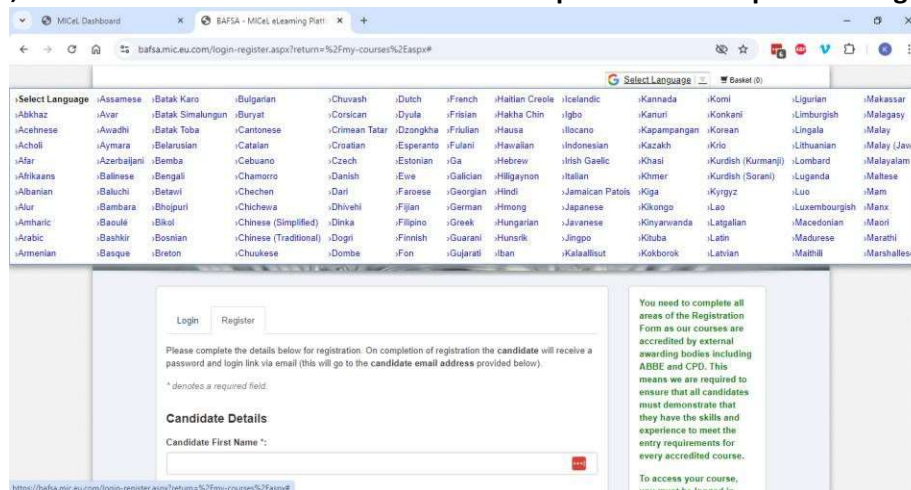 MICeL Dashboard
BAFSA - MICeL eLearning Platf
bafsa.mic.eu.com/login-register.aspx?return=%2Fmy-courses%2Easpx#
Select Language
Basket (0)
›Select Language ›Assamese ›Batak Karo ›Bulgarian ›Chuvash ›Dutch ›French ›Haitian Creole ›Icelandic ›Kannada ›Komi ›Ligurian ›Makassar
›Abkhaz ›Avar ›Batak Simalungun ›Buryat ›Corsican ›Dyula ›Frisian ›Hakha Chin ›Igbo ›Kanuri ›Konkani ›Limburgish ›Malagasy
›Acehnese ›Awadhi ›Batak Toba ›Cantonese ›Crimean Tatar ›Dzongkha ›Friulian ›Hausa ›Ilocano ›Kapampangan ›Korean ›Lingala ›Malay
›Acholi ›Aymara ›Belarusian ›Catalan ›Croatian ›Esperanto ›Fulani ›Hawaiian ›Indonesian ›Kazakh ›Krio ›Lithuanian ›Malay (Jaw
›Afar ›Azerbaijani ›Bemba ›Cebuano ›Czech ›Estonian ›Ga ›Hebrew ›Irish Gaelic ›Khasi ›Kurdish (Kurmanji) ›Lombard ›Malayalam
›Afrikaans ›Balinese ›Bengali ›Chamorro ›Danish ›Ewe ›Galician ›Hiligaynon ›Italian ›Khmer ›Kurdish (Sorani) ›Luganda ›Maltese
›Albanian ›Baluchi ›Betawi ›Chechen ›Dari ›Faroese ›Georgian ›Hindi ›Jamaican Patois ›Kiga ›Kyrgyz ›Luo ›Mam
›Alur ›Bambara ›Bhojpuri ›Chichewa ›Dhivehi ›Fijian ›German ›Hmong ›Japanese ›Kikongo ›Lao ›Luxembourgish ›Manx
›Amharic ›Baoulé ›Bikol ›Chinese (Simplified) ›Dinka ›Filipino ›Greek ›Hungarian ›Javanese ›Kinyarwanda ›Latgalian ›Macedonian ›Maori
›Arabic ›Bashkir ›Bosnian ›Chinese (Traditional) ›Dogri ›Finnish ›Guarani ›Hunsrik ›Jingpo ›Kituba ›Latin ›Madurese ›Marathi
›Armenian ›Basque ›Breton ›Chuukese ›Dombe ›Fon ›Gujarati ›Iban ›Kalaallisut ›Kokborok ›Latvian ›Maithili ›Marshallese
Login Register
Please complete the details below for registration. On completion of registration the candidate will receive a
password and login link via email (this will go to the candidate email address provided below).
* denotes a required field.
Candidate Details
Candidate First Name *:
You need to complete all
areas of the Registration
Form as our courses are
accredited by external
awarding bodies including
ABBE and CPD. This
means we are required to
ensure that all candidates
must demonstrate that
they have the skills and
experience to meet the
entry requirements for
every accredited course.
To access your course,
you must be logged in
https://bafsa.mic.eu.com/login-register.aspx?return=%2Fmy-courses%2Easpx#